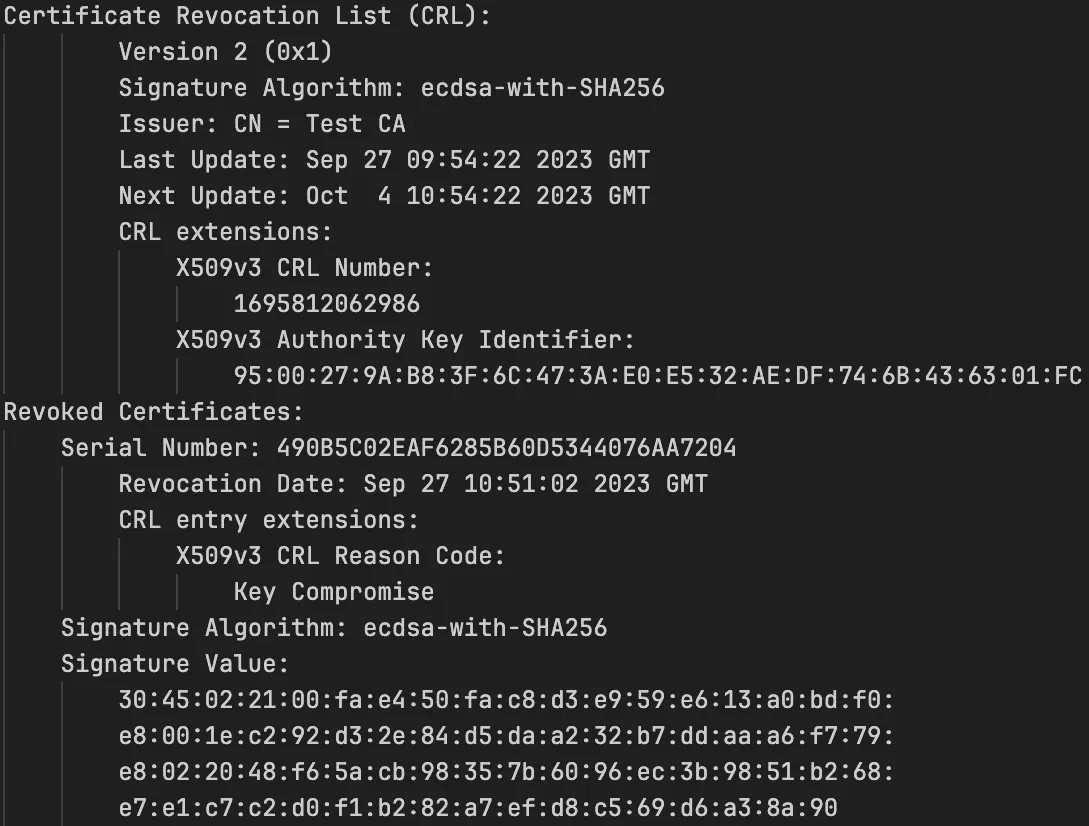 Certificate Revocation List (CRL):
Version 2 (0x1)
Signature Algorithm: ecdsa-with-SHA256
Issuer: CN = Test CA
Last Update: Sep 27 09:54:22 2023 GMT
Next Update: Oct  4 10:54:22 2023 GMT
CRL extensions:
X509v3 CRL Number:
1695812062986
X509v3 Authority Key Identifier:
95:00:27:9A:B8:3F:6C:47:3A:E0:E5:32:AE:DF:74:6B:43:63:01:FC
Revoked Certificates:
Serial Number: 490B5C02EAF6285B60D5344076AA7204
Revocation Date: Sep 27 10:51:02 2023 GMT
CRL entry extensions:
X509v3 CRL Reason Code:
Key Compromise
Signature Algorithm: ecdsa-with-SHA256
Signature Value:
30:45:02:21:00:fa:e4:50:fa:c8:d3:e9:59:e6:13:a0:bd:f0:
e8:00:1e:c2:92:d3:2e:84:d5:da:a2:32:b7:dd:aa:a6:f7:79:
e8:02:20:48:f6:5a:cb:98:35:7b:60:96:ec:3b:98:51:b2:68:
e7:e1:c7:c2:d0:f1:b2:82:a7:ef:d8:c5:69:d6:a3:8a:90